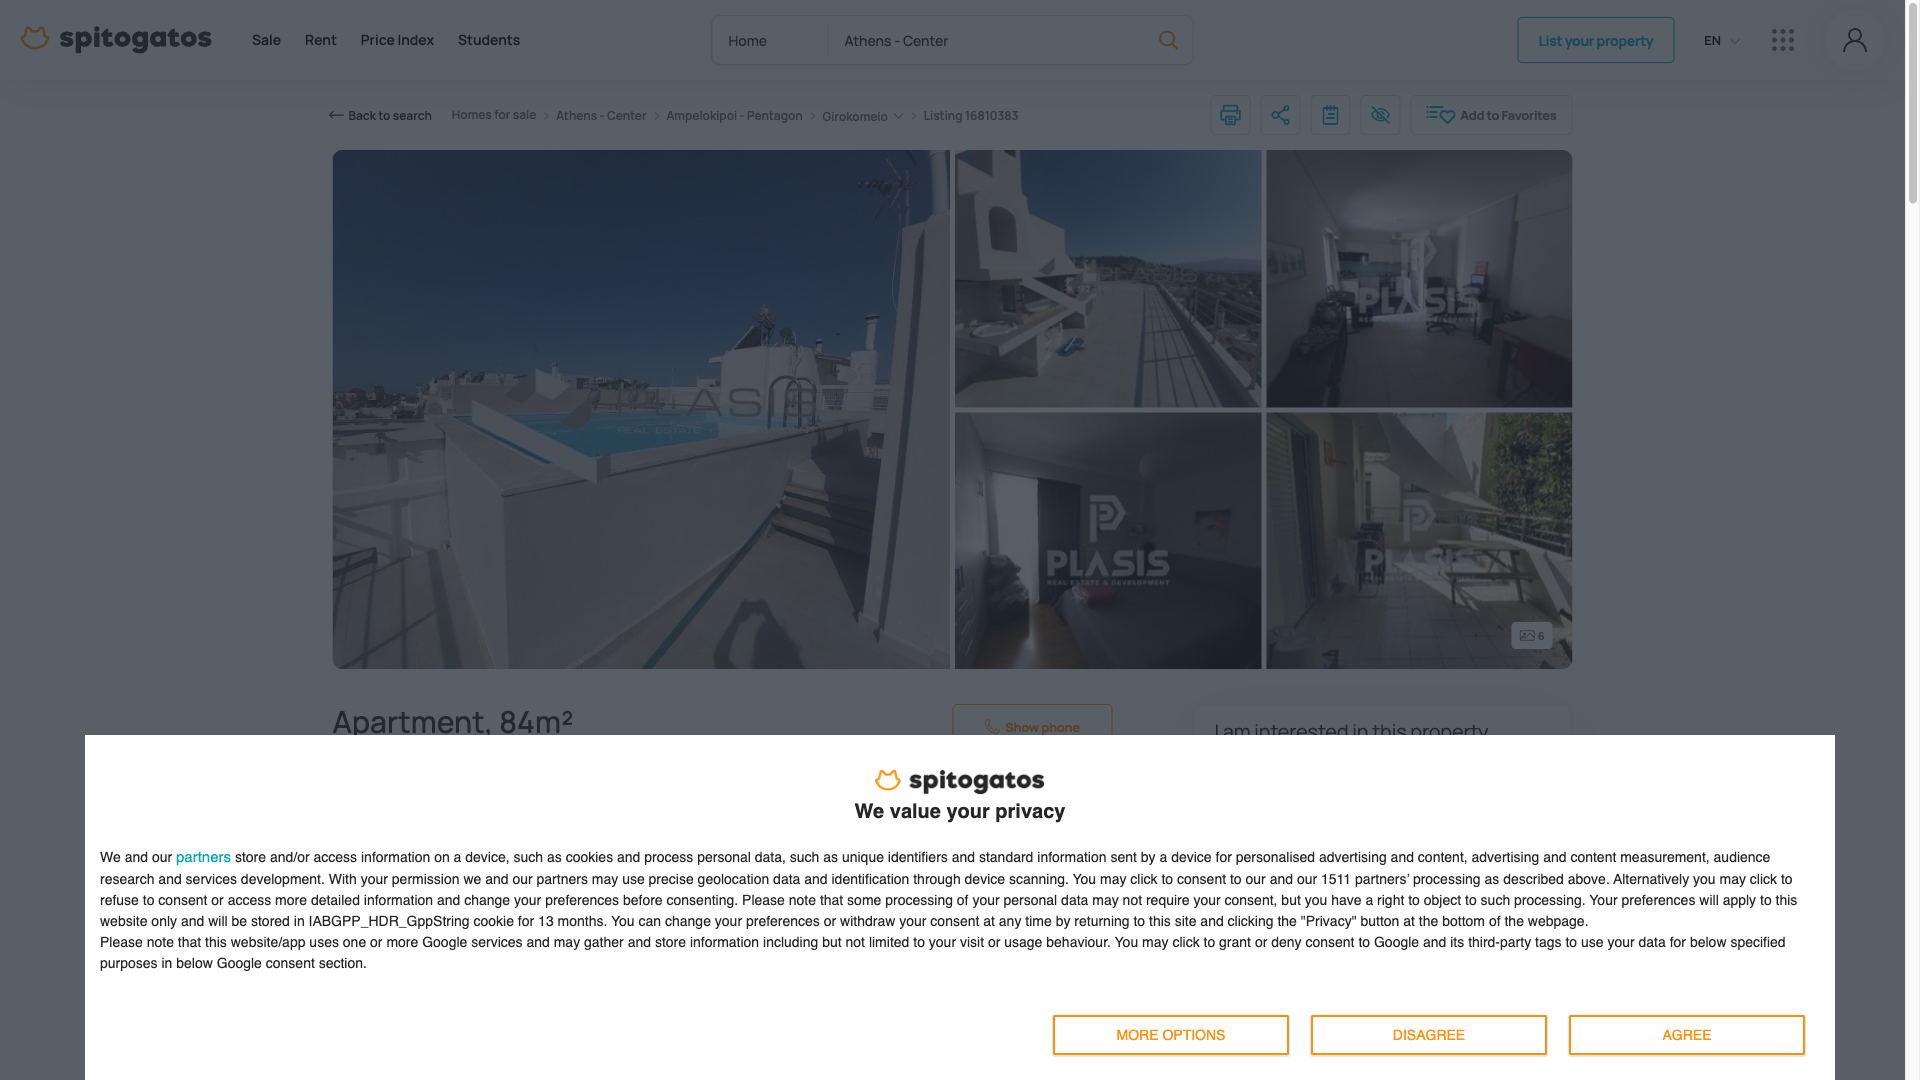 spitogatos
Sale
Rent
Price Index
Students
Home
Athens - Center
List your property
EN
Back to search
Homes for sale
Athens - Center
Ampelokipoi - Pentagon
Girokomeio
Listing 16810383
Add to Favorites
PLASIS
REAL ESTATE
PLASIS
PLASIS
PLASIS
REAL ESTATE & DEVELOPMENT
PLASIS
6
Apartment, 84m²
Show phone
I am interested in this property
spitogatos
We value your privacy
We and our partners store and/or access information on a device, such as cookies and process personal data, such as unique identifiers and standard information sent by a device for personalised advertising and content, advertising and content measurement, audience
research and services development. With your permission we and our partners may use precise geolocation data and identification through device scanning. You may click to consent to our and our 1511 partners’ processing as described above. Alternatively you may click to
refuse to consent or access more detailed information and change your preferences before consenting. Please note that some processing of your personal data may not require your consent, but you have a right to object to such processing. Your preferences will apply to this
website only and will be stored in IABGPP_HDR_GppString cookie for 13 months. You can change your preferences or withdraw your consent at any time by returning to this site and clicking the "Privacy" button at the bottom of the webpage.
Please note that this website/app uses one or more Google services and may gather and store information including but not limited to your visit or usage behaviour. You may click to grant or deny consent to Google and its third-party tags to use your data for below specified
purposes in below Google consent section.
MORE OPTIONS
DISAGREE
AGREE